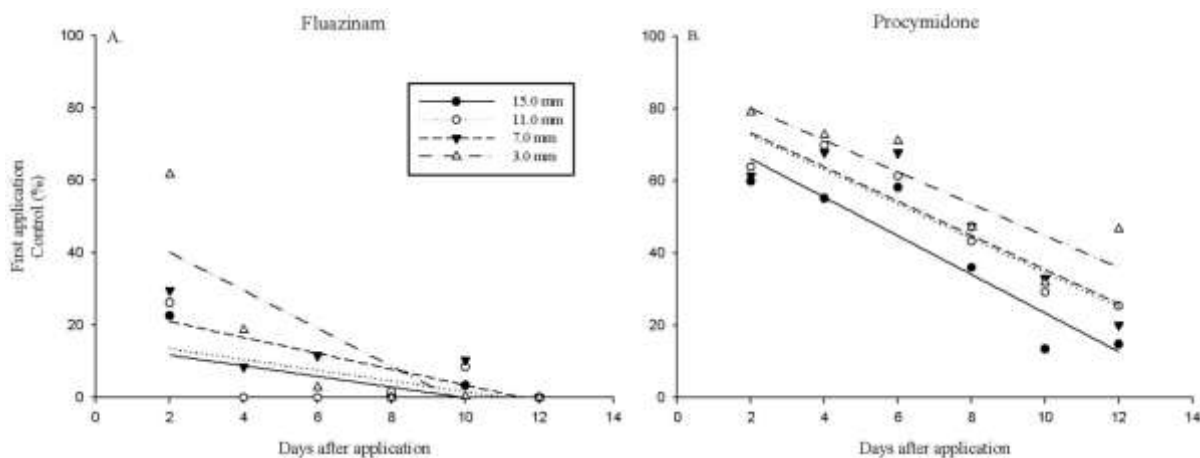 Fluazinam
A.
100
80
60
40
20
0
First application
Control (%)
15.0 mm
11.0 mm
7.0 mm
3.0 mm
0 2 4 6 8 10 12 14
Days after application
Procymidone
B.
100
80
60
40
20
0
0 2 4 6 8 10 12 14
Days after application